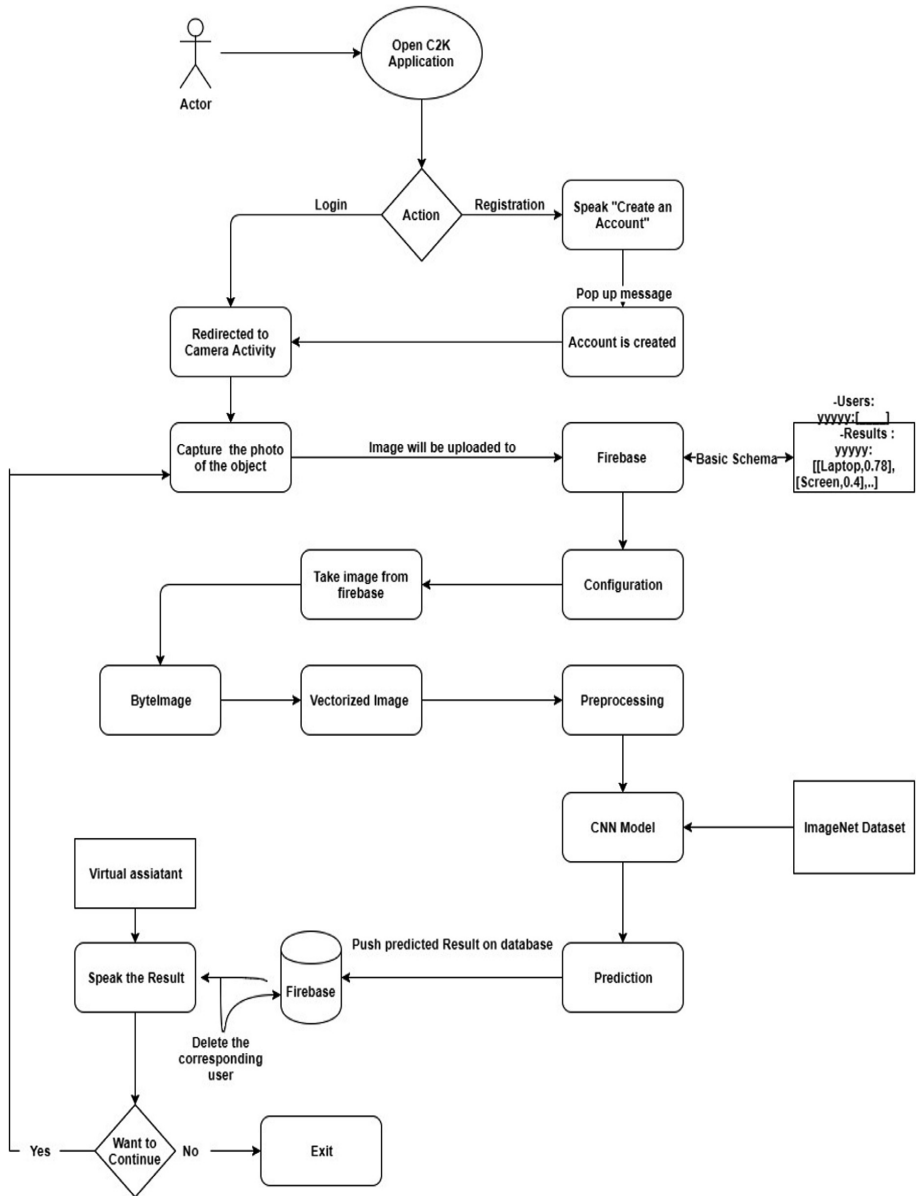 Open C2K
Application
Actor
Login
Action
Registration
Speak "Create an
Account"
Pop up message
Redirected to
Camera Activity
Account is created
Capture the photo
of the object
Image will be uploaded to
Firebase
Basic Schema
-Users:
yyyyy:[____]
-Results :
yyyyy:
[[Laptop,0.78],
[Screen,0.4],..]
Take image from
firebase
Configuration
ByteImage
Vectorized Image
Preprocessing
CNN Model
ImageNet Dataset
Virtual assiatant
Push predicted Result on database
Speak the Result
Firebase
Prediction
Delete the
corresponding
user
Yes
Want to
Continue
No
Exit